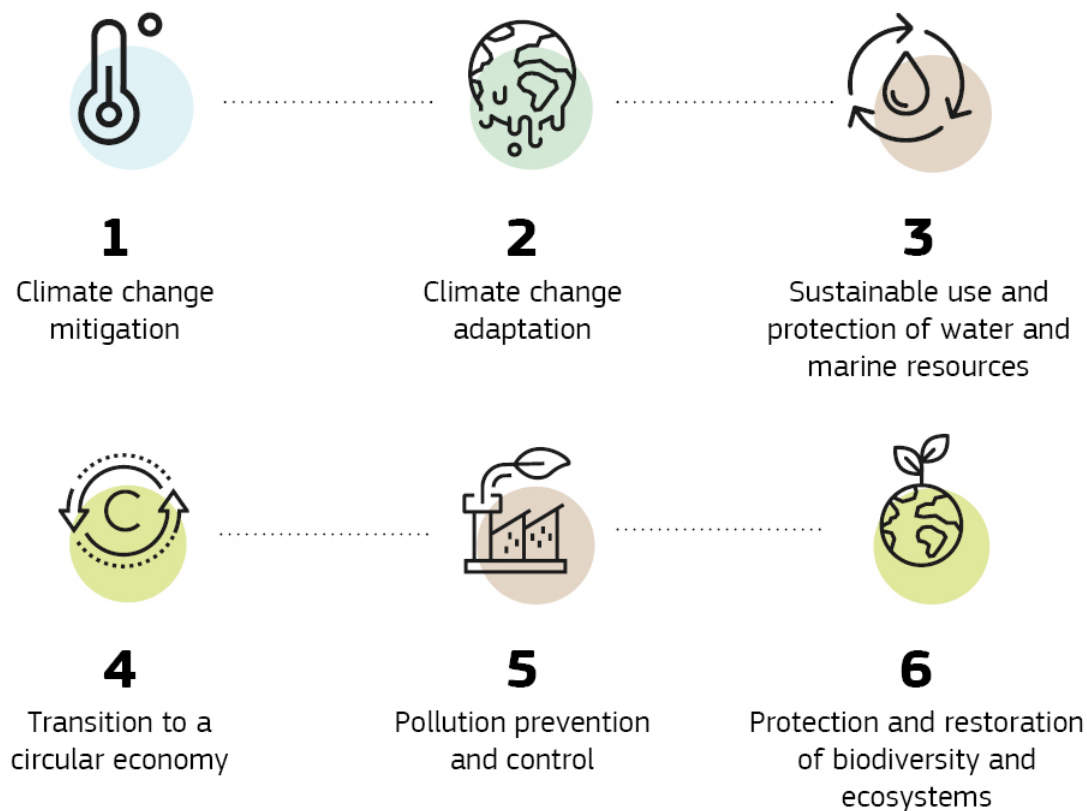 1
Climate change
mitigation
2
Climate change
adaptation
3
Sustainable use and
protection of water and
marine resources
C
4
Transition to a
circular economy
5
Pollution prevention
and control
6
Protection and restoration
of biodiversity and
ecosystems